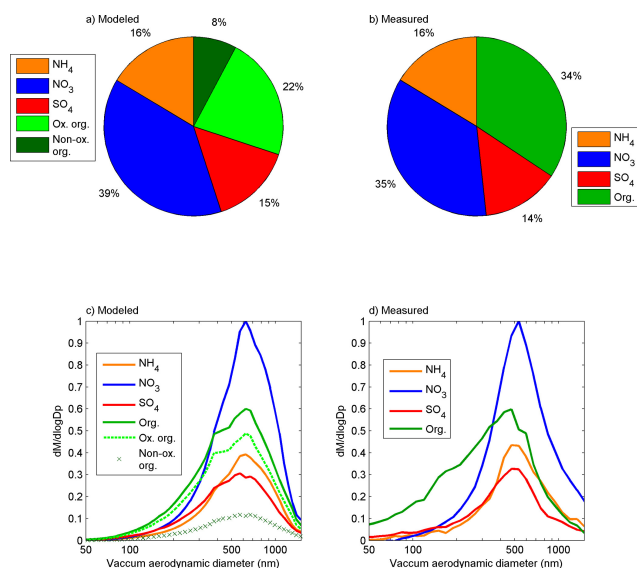 a) Modeled
16%
8%
22%
15%
39%
NH4
NO3
SO4
Ox. org.
Non-ox.
org.
b) Measured
16%
34%
14%
35%
NH4
NO3
SO4
Org.
c) Modeled
1
0.9
0.8
0.7
0.6
0.5
0.4
0.3
0.2
0.1
0
dM/dlogDp
NH4
NO3
SO4
Org.
Ox. org.
Non-ox.
org.
50 100 500 1000
Vaccum aerodynamic diameter (nm)
d) Measured
1
0.9
0.8
0.7
0.6
0.5
0.4
0.3
0.2
0.1
0
dM/dlogDp
NH4
NO3
SO4
Org.
50 100 500 1000
Vaccum aerodynamic diameter (nm)